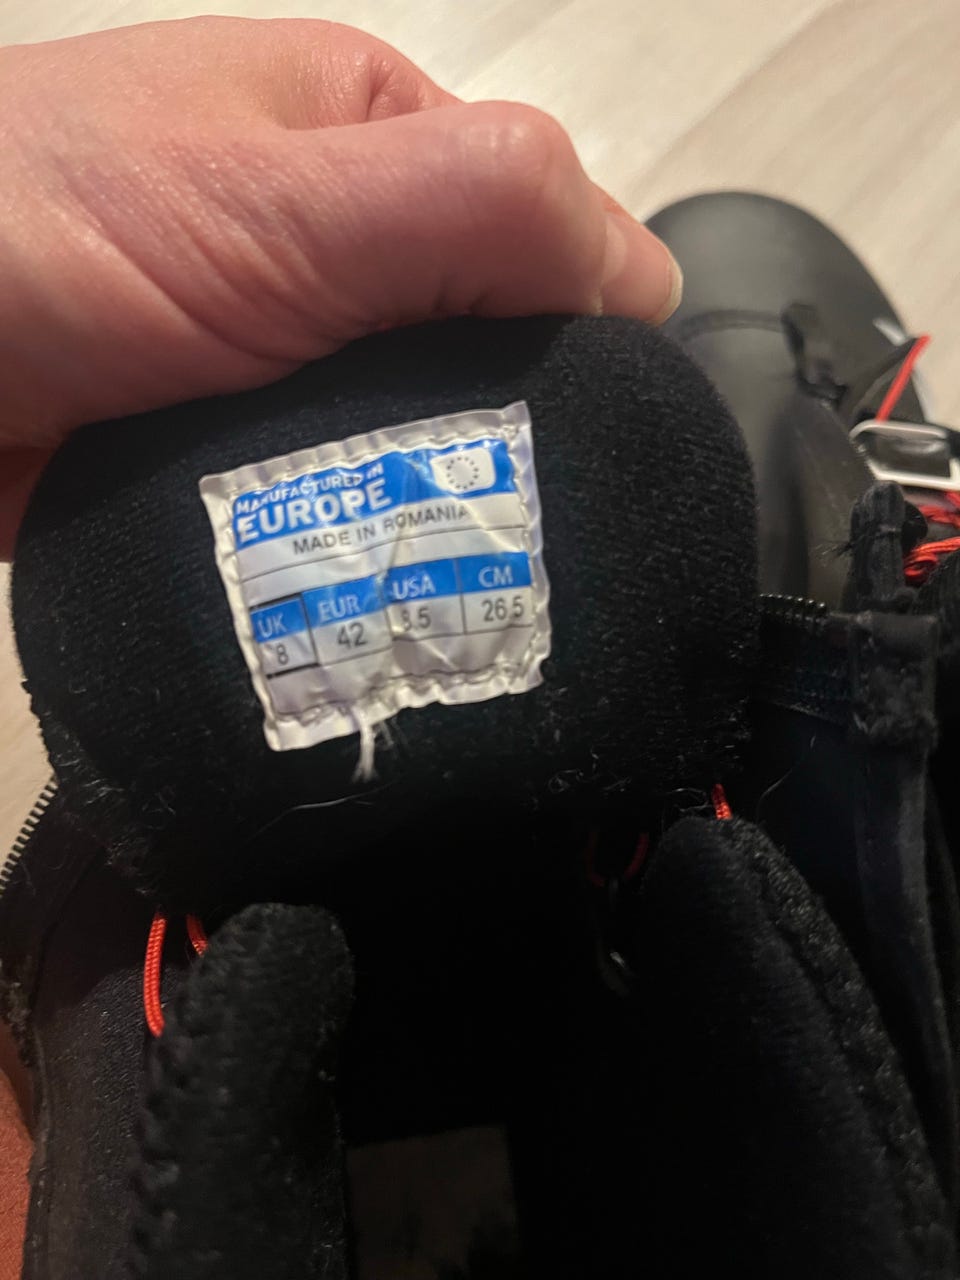 MANUFACTURED IN
EUROPE
MADE IN ROMANIA
UK EUR USA CM
8 42 8.5 26.5